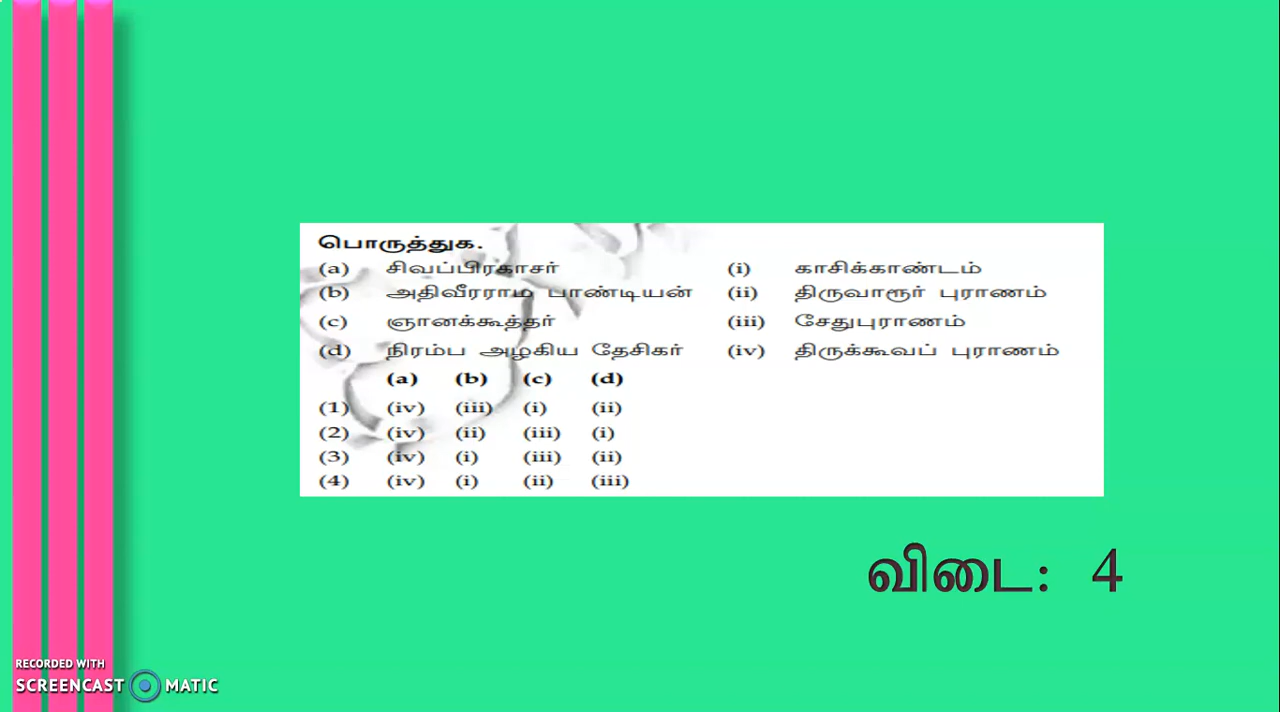 பொருத்துக.
(a) சிவப்பிரகாசர் (i) காசிக்காண்டம்
(b) அதிவீரராம பாண்டியன் (ii) திருவாரூர் புராணம்
(c) ஞானக்கூத்தர் (iii) சேதுபுராணம்
(d) நிரம்ப அழகிய தேசிகர் (iv) திருக்கூவப் புராணம்
(a) (b) (c) (d)
(1) (iv) (iii) (i) (ii)
(2) (iv) (ii) (iii) (i)
(3) (iv) (i) (iii) (ii)
(4) (iv) (i) (ii) (iii)
விடை: 4
RECORDED WITH
SCREENCAST MATIC